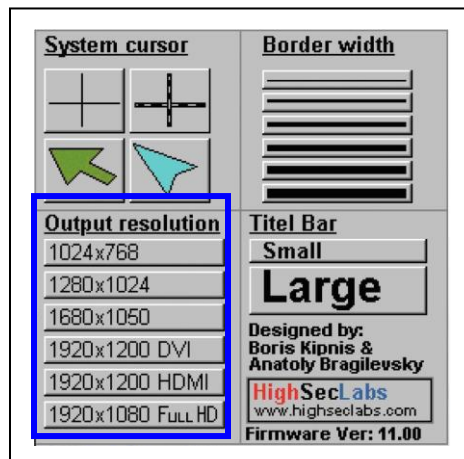 System cursor
Border width
Output resolution
1024x768
1280x1024
1680x1050
1920x1200 DVI
1920x1200 HDMI
1920x1080 FULL HD
Titel Bar
Small
Large
Designed by:
Boris Kipnis &
Anatoly Bragilevsky
HighSecLabs
www.highseclabs.com
Firmware Ver: 11.00